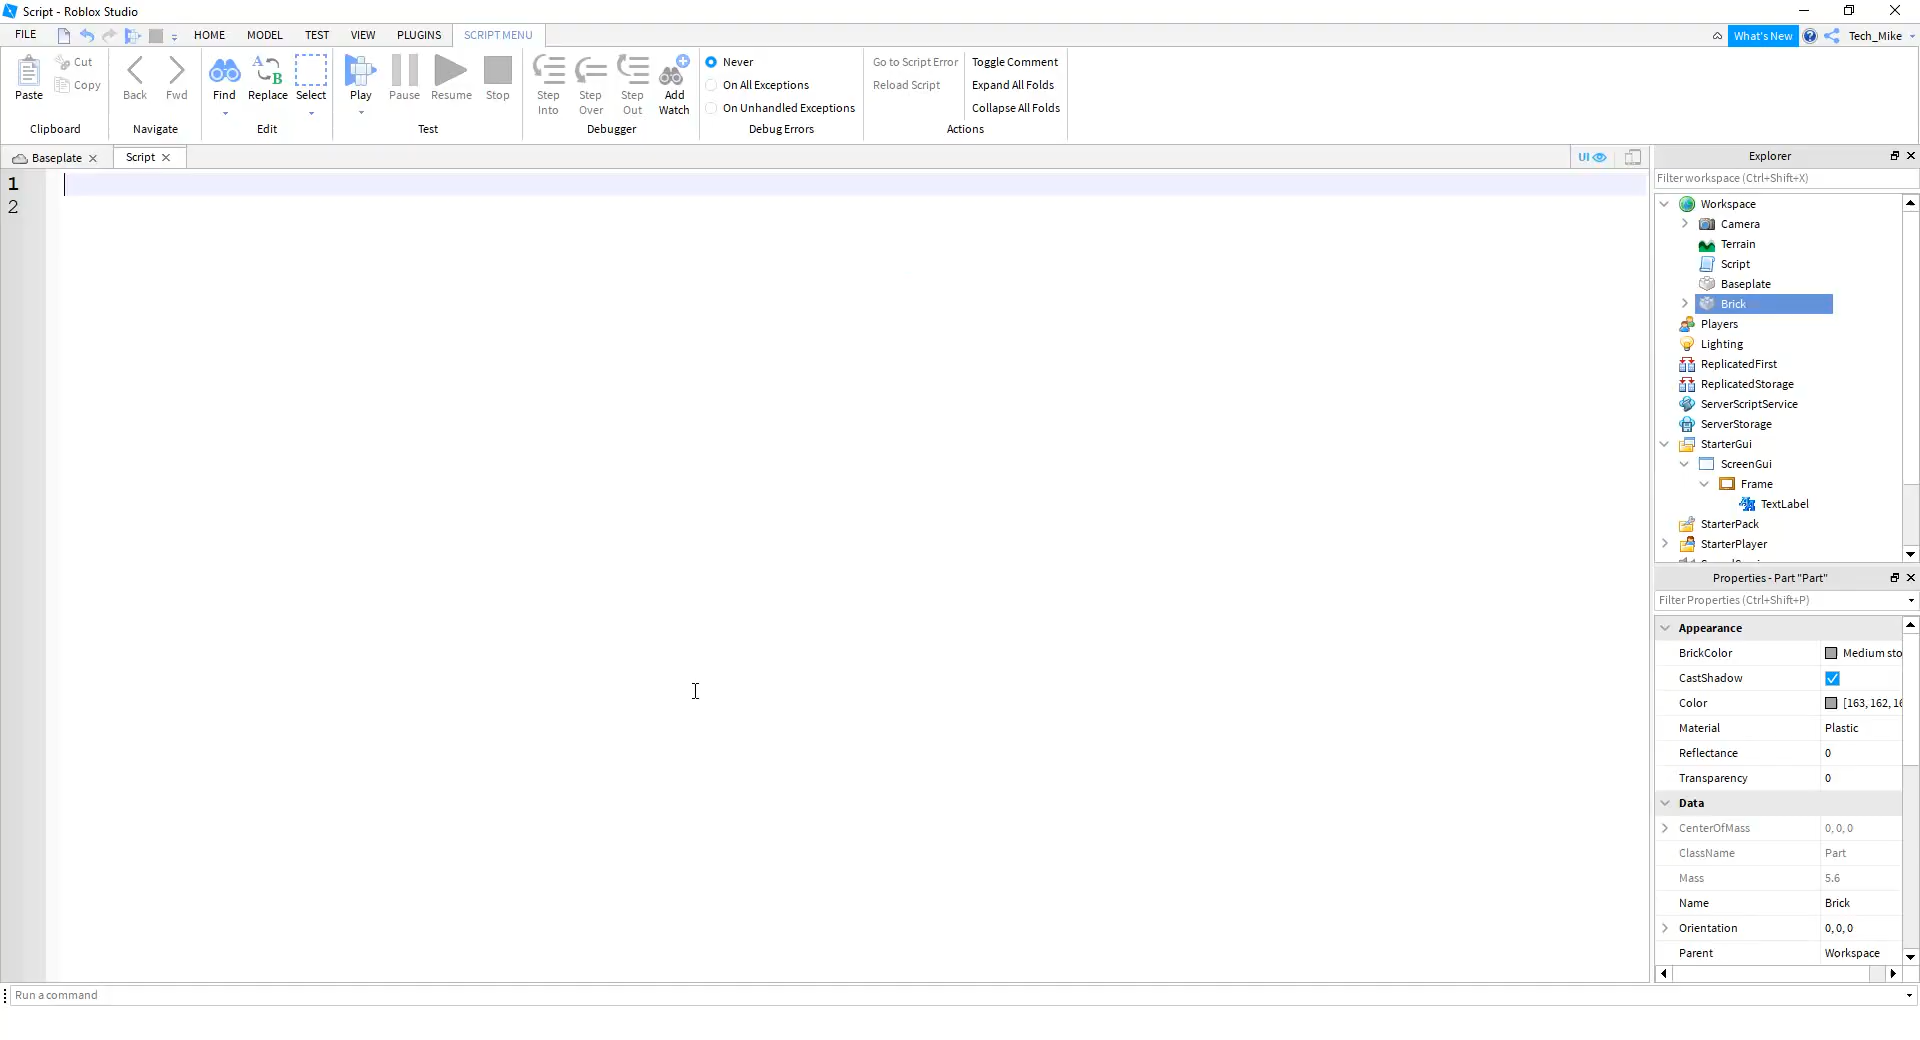 Script - Roblox Studio
FILE HOME MODEL TEST VIEW PLUGINS SCRIPT MENU What's New Tech_Mike
Paste Cut Copy
Clipboard
Back Fwd
Navigate
Find Replace Select
Edit
Play Pause Resume Stop
Test
Step Into Step Over Step Out Add Watch
Debugger
Never
On All Exceptions
On Unhandled Exceptions
Debug Errors
Go to Script Error Toggle Comment
Reload Script Expand All Folds
Collapse All Folds
Actions
Baseplate Script UI
1
2
Explorer
Filter workspace (Ctrl+Shift+X)
Workspace
Camera
Terrain
Script
Baseplate
Brick
Players
Lighting
ReplicatedFirst
ReplicatedStorage
ServerScriptService
ServerStorage
StarterGui
ScreenGui
Frame
TextLabel
StarterPack
StarterPlayer
Properties - Part "Part"
Filter Properties (Ctrl+Shift+P)
Appearance
BrickColor Medium sto
CastShadow
Color [163, 162, 16
Material Plastic
Reflectance 0
Transparency 0
Data
CenterOfMass 0, 0, 0
ClassName Part
Mass 5.6
Name Brick
Orientation 0, 0, 0
Parent Workspace
Run a command